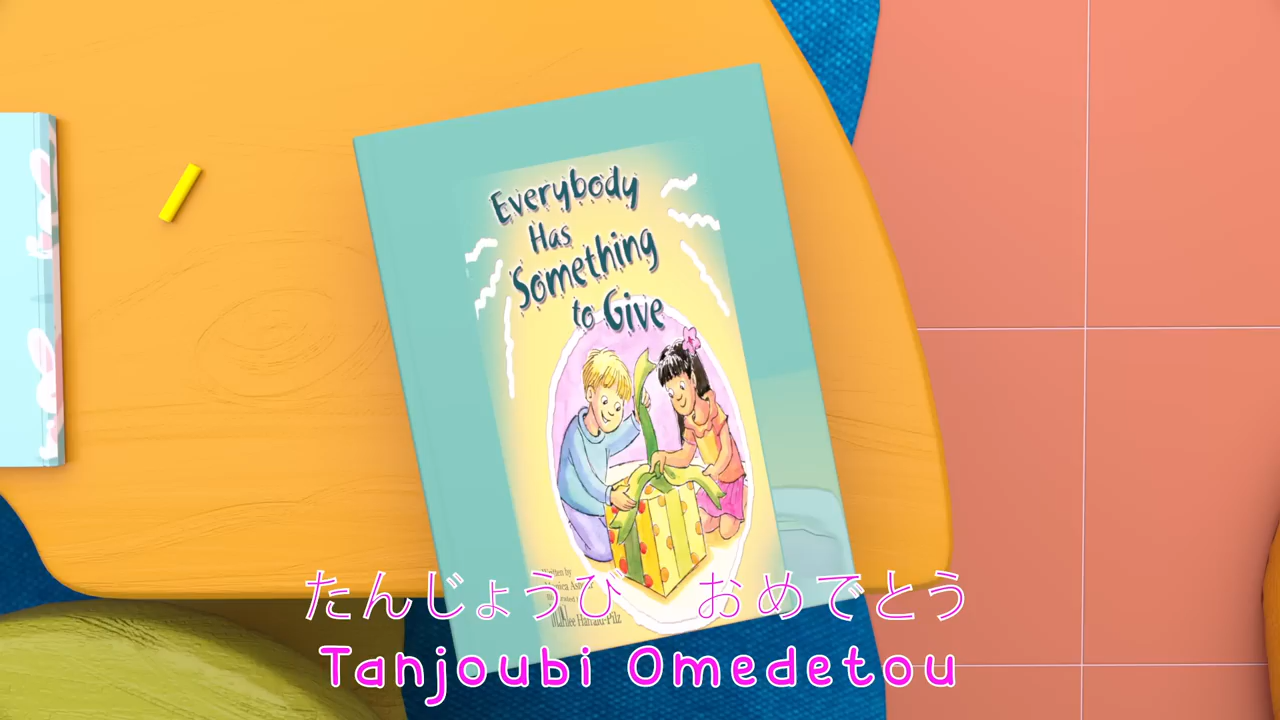 Everybody
Has
Something
to Give
たんじょうび　おめでとう
Tanjoubi Omedetou